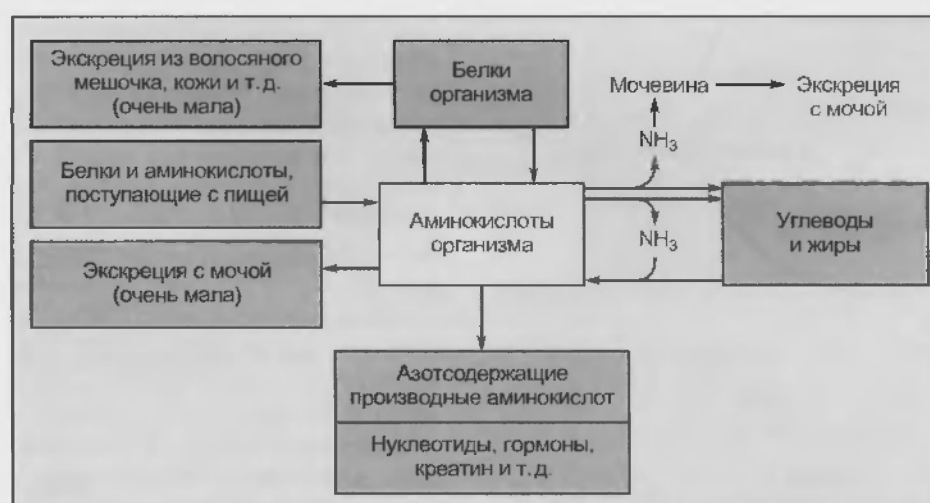 Экскреция из волосяного
мешочка, кожи и т. д.
(очень мала)
Белки
организма
Мочевина
Экскреция
с мочой
NH3
Белки и аминокислоты,
поступающие с пищей
Аминокислоты
организма
NH3
Углеводы
и жиры
Экскреция с мочой
(очень мала)
Азотсодержащие
производные аминокислот
Нуклеотиды, гормоны,
креатин и т. д.